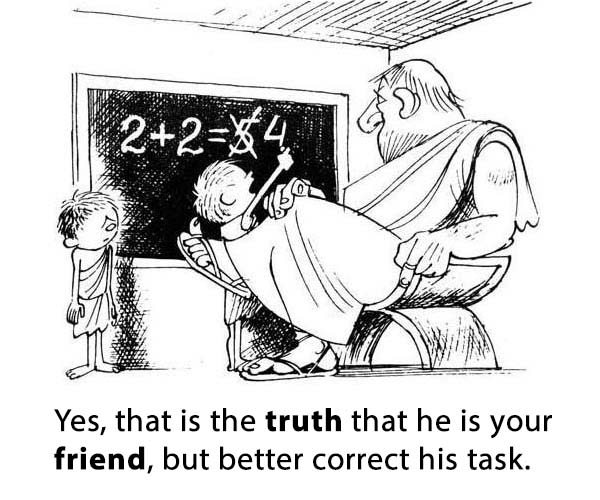 2+2=5 4
Yes, that is the truth that he is your
friend, but better correct his task.